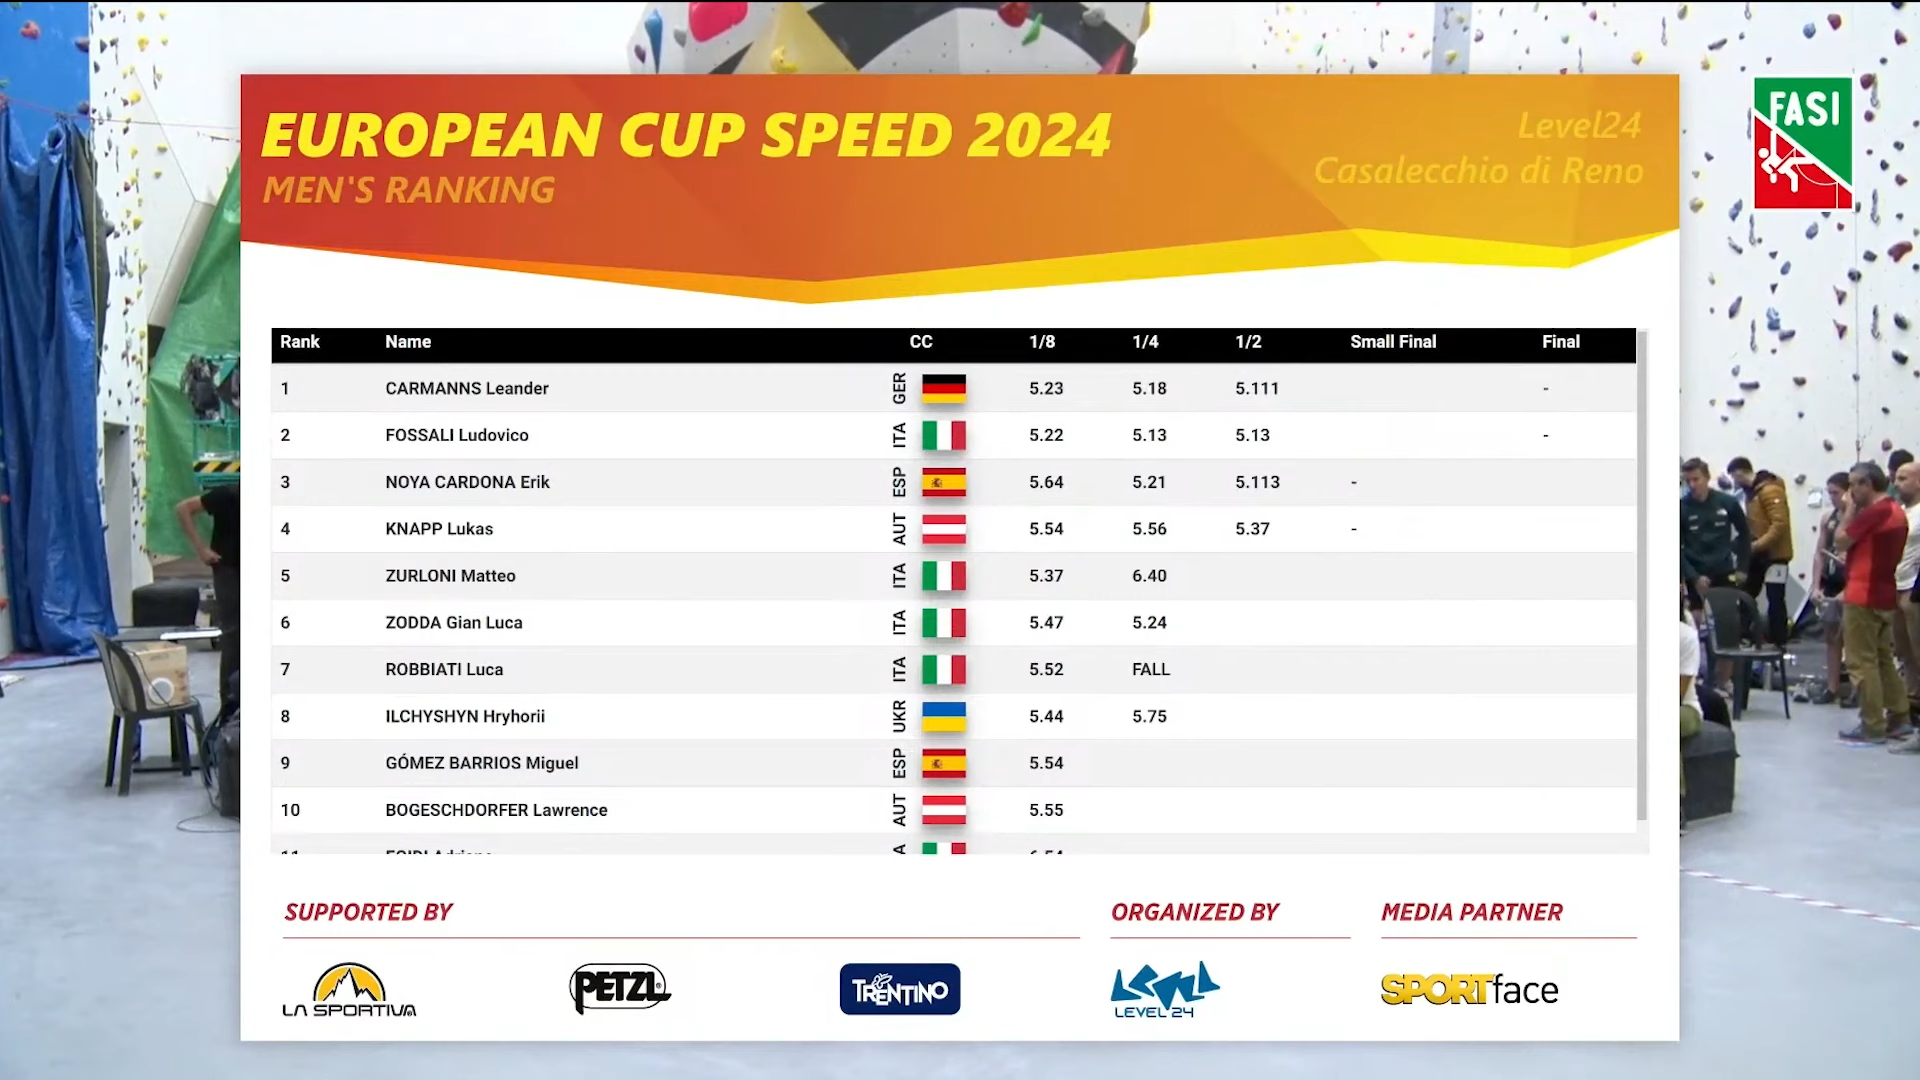 EUROPEAN CUP SPEED 2024
MEN'S RANKING
Level24
Casalecchio di Reno
FASI
Rank Name CC 1/8 1/4 1/2 Small Final Final
1 CARMANNS Leander GER 5.23 5.18 5.111 -
2 FOSSALI Ludovico ITA 5.22 5.13 5.13 -
3 NOYA CARDONA Erik ESP 5.64 5.21 5.113 -
4 KNAPP Lukas AUT 5.54 5.56 5.37 -
5 ZURLONI Matteo ITA 5.37 6.40
6 ZODDA Gian Luca ITA 5.47 5.24
7 ROBBIATI Luca ITA 5.52 FALL
8 ILCHYSHYN Hryhorii UKR 5.44 5.75
9 GÓMEZ BARRIOS Miguel ESP 5.54
10 BOGESCHDORFER Lawrence AUT 5.55
SUPPORTED BY ORGANIZED BY MEDIA PARTNER
LA SPORTIVA PETZL TRENTINO LEVEL 24 SPORTface